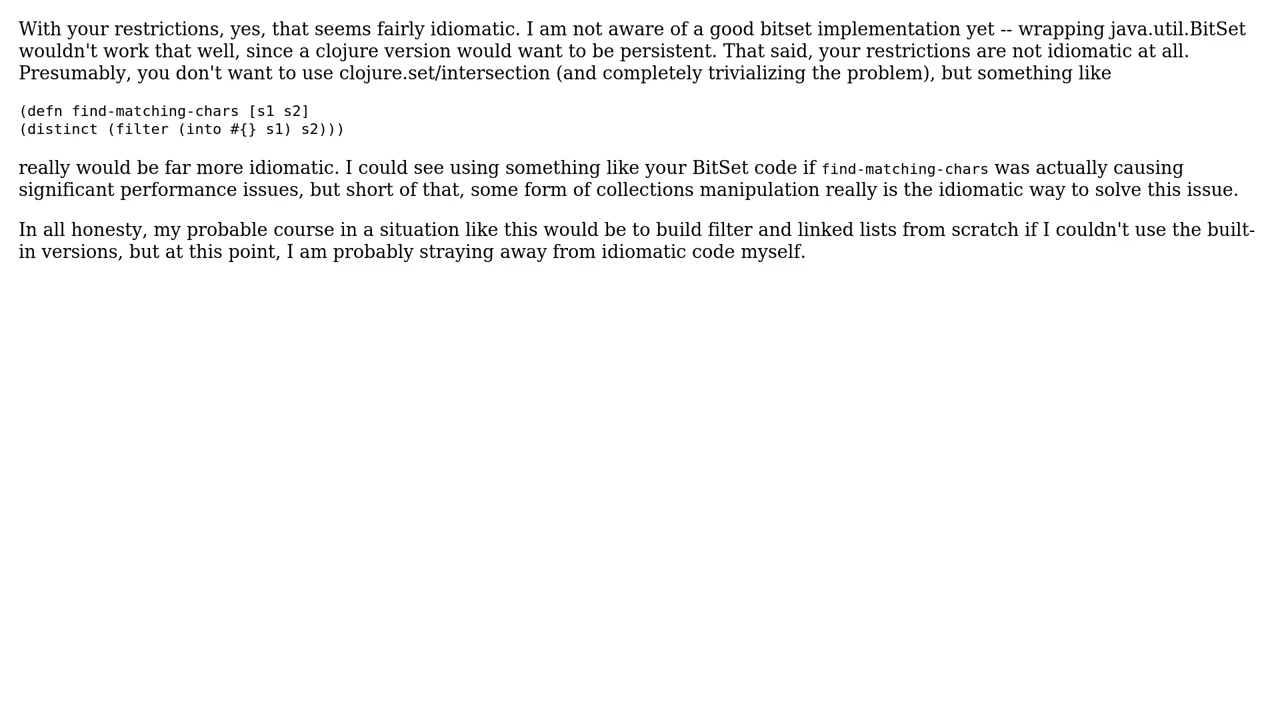 With your restrictions, yes, that seems fairly idiomatic. I am not aware of a good bitset implementation yet -- wrapping java.util.BitSet
wouldn't work that well, since a clojure version would want to be persistent. That said, your restrictions are not idiomatic at all.
Presumably, you don't want to use clojure.set/intersection (and completely trivializing the problem), but something like
(defn find-matching-chars [s1 s2]
(distinct (filter (into #{} s1) s2)))
really would be far more idiomatic. I could see using something like your BitSet code if find-matching-chars was actually causing
significant performance issues, but short of that, some form of collections manipulation really is the idiomatic way to solve this issue.
In all honesty, my probable course in a situation like this would be to build filter and linked lists from scratch if I couldn't use the built-
in versions, but at this point, I am probably straying away from idiomatic code myself.